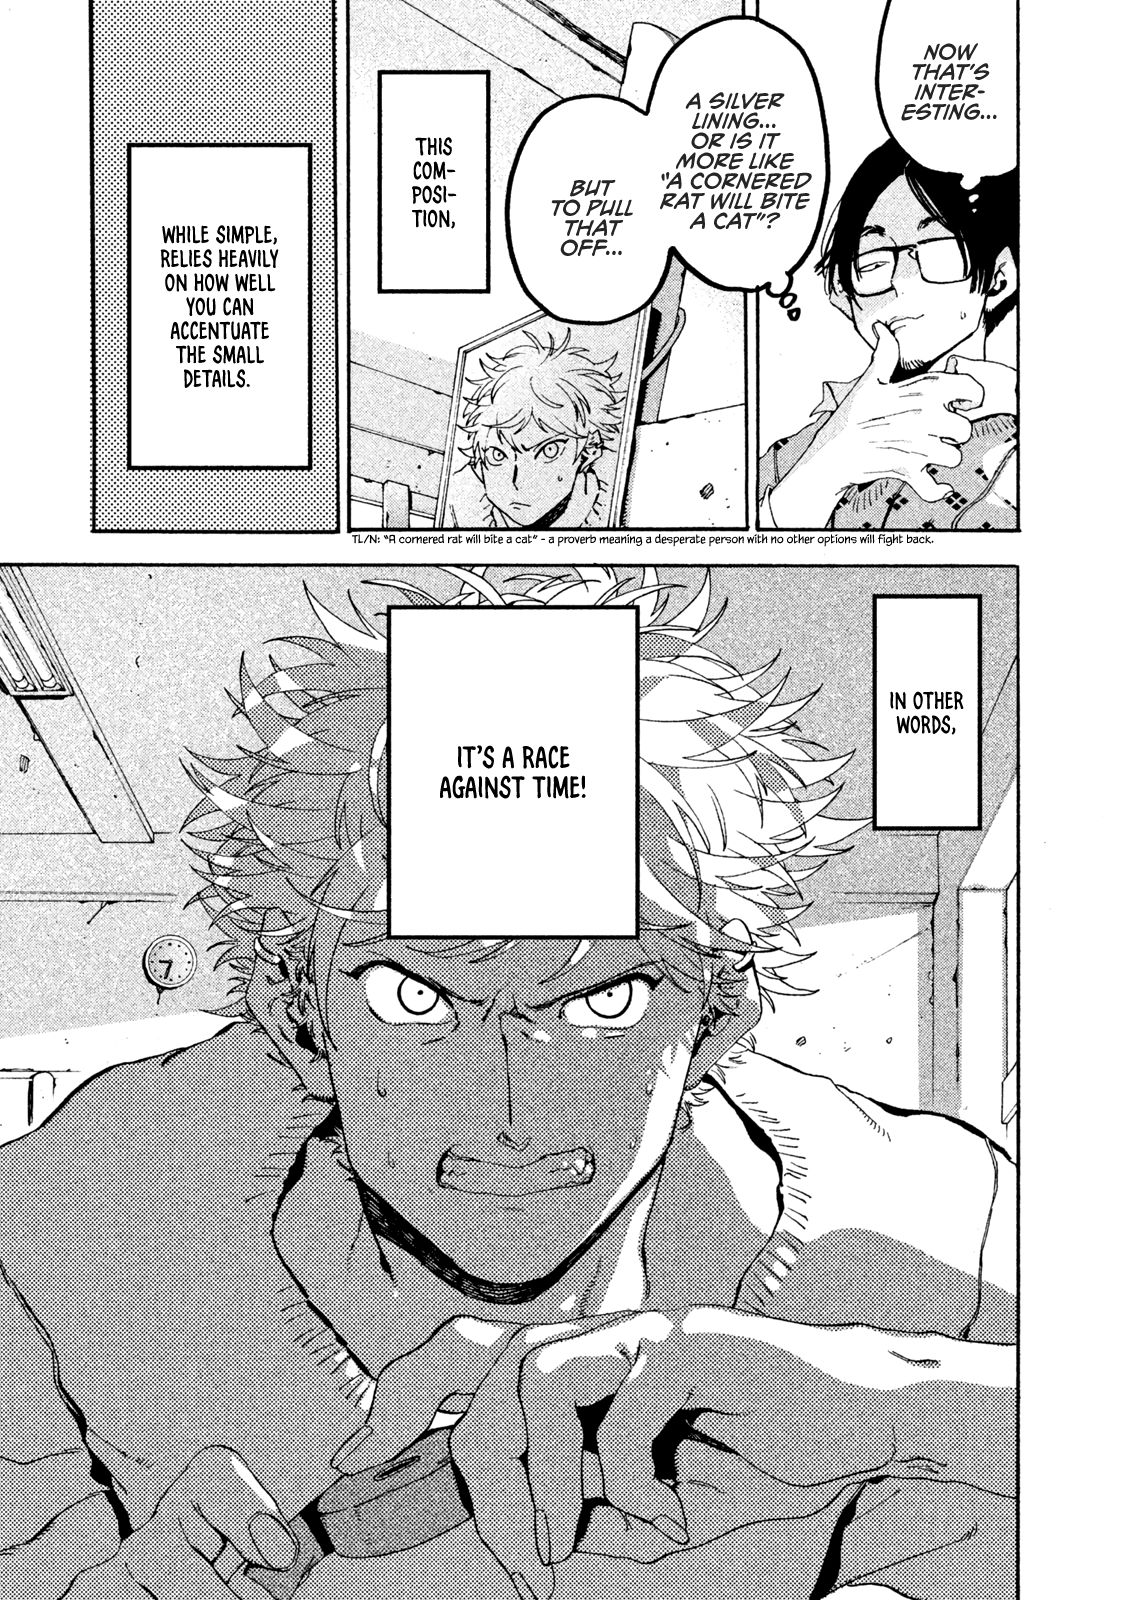 NOW
THAT'S
INTER-
ESTING...
A SILVER
LINING...
OR IS IT
MORE LIKE
"A CORNERED
RAT WILL BITE
A CAT"?
BUT
TO PULL
THAT
OFF...
THIS
COM-
POSI-
TION,
WHILE SIMPLE,
RELIES HEAVILY
ON HOW WELL
YOU CAN
ACCENTUATE
THE SMALL
DETAILS.
TL/N: "A cornered rat will bite a cat" - a proverb meaning a desperate person with no other options will fight back.
IN OTHER
WORDS,
IT'S A RACE
AGAINST TIME!
7